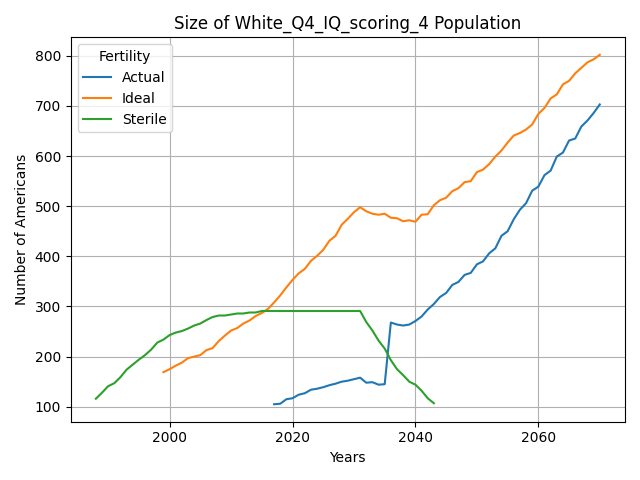 Size of White_Q4_IQ_scoring_4 Population
Fertility
Actual
Ideal
Sterile
Number of Americans
800
700
600
500
400
300
200
100
2000
2020
2040
2060
Years